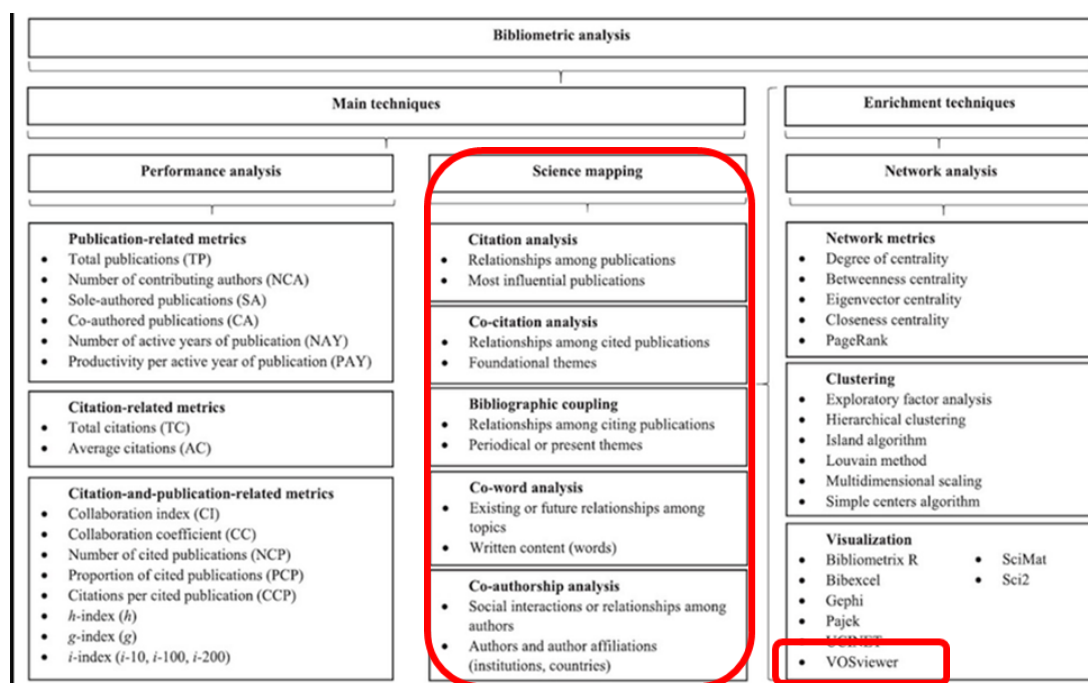 Bibliometric analysis
Main techniques
Enrichment techniques
Performance analysis
Science mapping
Network analysis
Publication-related metrics
• Total publications (TP)
• Number of contributing authors (NCA)
• Sole-authored publications (SA)
• Co-authored publications (CA)
• Number of active years of publication (NAY)
• Productivity per active year of publication (PAY)
Citation-related metrics
• Total citations (TC)
• Average citations (AC)
Citation-and-publication-related metrics
• Collaboration index (CI)
• Collaboration coefficient (CC)
• Number of cited publications (NCP)
• Proportion of cited publications (PCP)
• Citations per cited publication (CCP)
• h-index (h)
• g-index (g)
• i-index (i-10, i-100, i-200)
Citation analysis
• Relationships among publications
• Most influential publications
Co-citation analysis
• Relationships among cited publications
• Foundational themes
Bibliographic coupling
• Relationships among citing publications
• Periodical or present themes
Co-word analysis
• Existing or future relationships among
topics
• Written content (words)
Co-authorship analysis
• Social interactions or relationships among
authors
• Authors and author affiliations
(institutions, countries)
Network metrics
• Degree of centrality
• Betweenness centrality
• Eigenvector centrality
• Closeness centrality
• PageRank
Clustering
• Exploratory factor analysis
• Hierarchical clustering
• Island algorithm
• Louvain method
• Multidimensional scaling
• Simple centers algorithm
Visualization
• Bibliometrix R
• Bibexcel
• Gephi
• Pajek
• UCINET
• VOSviewer
• SciMat
• Sci2